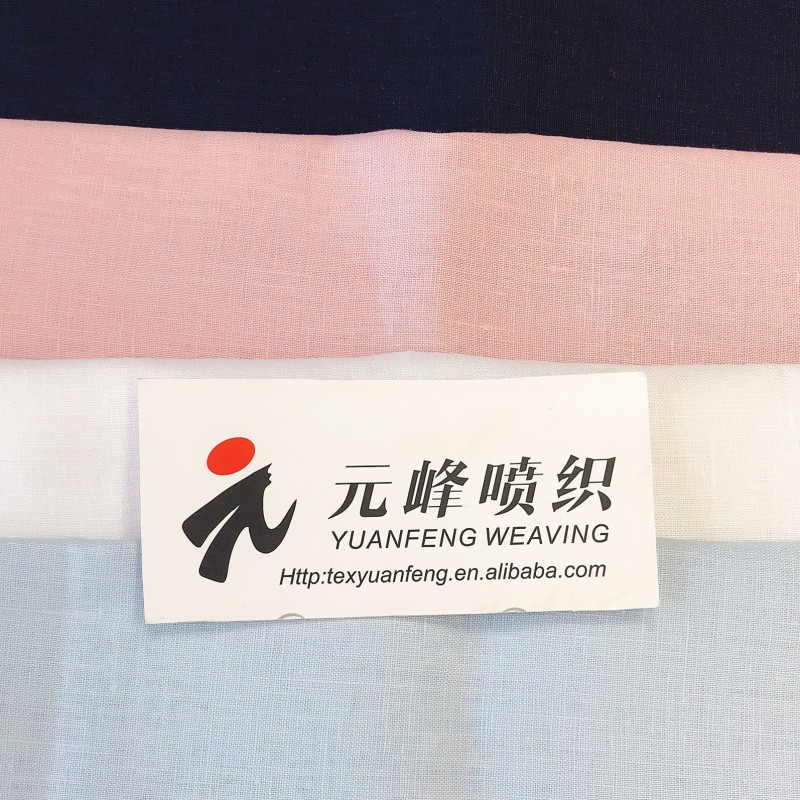 元峰喷织
YUANFENG WEAVING
Http:texyuanfeng.en.alibaba.com